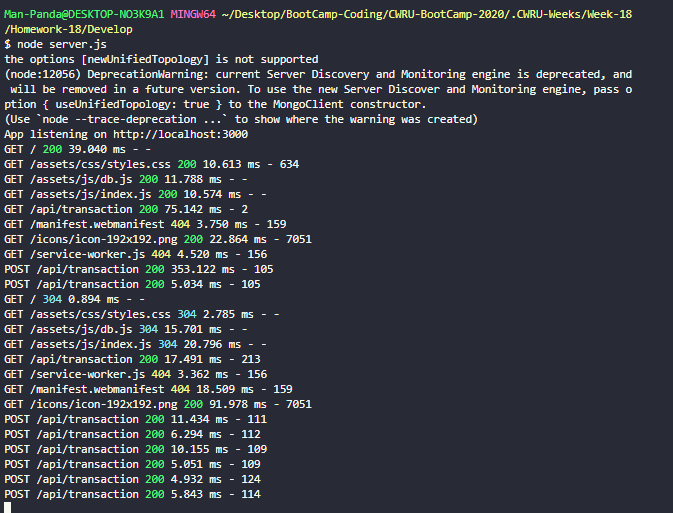 Man-Panda@DESKTOP-NO3K9A1 MINGW64 ~/Desktop/BootCamp-Coding/CWRU-BootCamp-2020/.CWRU-Weeks/Week-18
/Homework-18/Develop
$ node server.js
the options [newUnifiedTopology] is not supported
(node:12056) DeprecationWarning: current Server Discovery and Monitoring engine is deprecated, and
 will be removed in a future version. To use the new Server Discover and Monitoring engine, pass o
ption { useUnifiedTopology: true } to the MongoClient constructor.
(Use `node --trace-deprecation ...` to show where the warning was created)
App listening on http://localhost:3000
GET / 200 39.040 ms - -
GET /assets/css/styles.css 200 10.613 ms - 634
GET /assets/js/db.js 200 11.788 ms - -
GET /assets/js/index.js 200 10.574 ms - -
GET /api/transaction 200 75.142 ms - 2
GET /manifest.webmanifest 404 3.750 ms - 159
GET /icons/icon-192x192.png 200 22.864 ms - 7051
GET /service-worker.js 404 4.520 ms - 156
POST /api/transaction 200 353.122 ms - 105
POST /api/transaction 200 5.034 ms - 105
GET / 304 0.894 ms - -
GET /assets/css/styles.css 304 2.785 ms - -
GET /assets/js/db.js 304 15.701 ms - -
GET /assets/js/index.js 304 20.796 ms - -
GET /api/transaction 200 17.491 ms - 213
GET /service-worker.js 404 3.362 ms - 156
GET /manifest.webmanifest 404 18.509 ms - 159
GET /icons/icon-192x192.png 200 91.978 ms - 7051
POST /api/transaction 200 11.434 ms - 111
POST /api/transaction 200 6.294 ms - 112
POST /api/transaction 200 10.155 ms - 109
POST /api/transaction 200 5.051 ms - 109
POST /api/transaction 200 4.932 ms - 124
POST /api/transaction 200 5.843 ms - 114